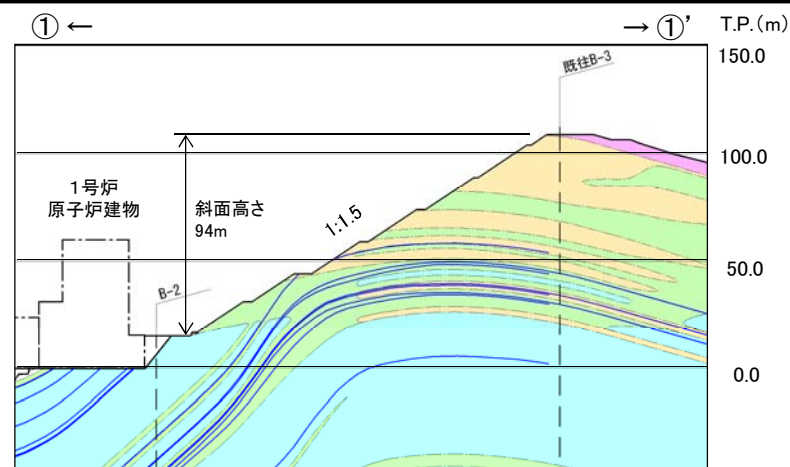 ① ←
→ ①’
T.P.(m)
150.0
既往B-3
100.0
1号炉
原子炉建物
斜面高さ
94m
1:1.5
50.0
B-2
0.0